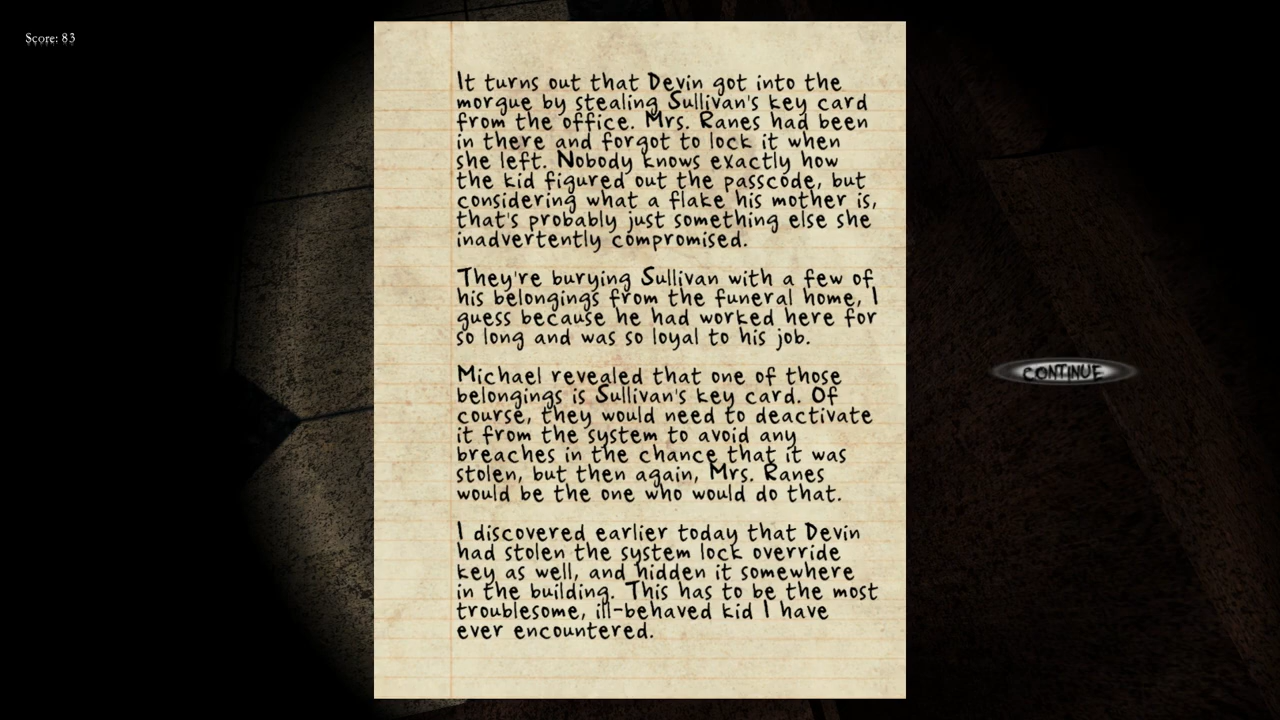 Score: 83
It turns out that Devin got into the
morgue by stealing Sullivan's key card
from the office. Mrs. Ranes had been
in there and forgot to lock it when
she left. Nobody knows exactly how
the kid figured out the passcode, but
considering what a flake his mother is,
that's probably just something else she
inadvertently compromised.
They're burying Sullivan with a few of
his belongings from the funeral home, I
guess because he had worked here for
so long and was so loyal to his job.
Michael revealed that one of those
belongings is Sullivan's key card. Of
course, they would need to deactivate
it from the system to avoid any
breaches in the chance that it was
stolen, but then again, Mrs. Ranes
would be the one who would do that.
I discovered earlier today that Devin
had stolen the system lock override
key as well, and hidden it somewhere
in the building. This has to be the most
troublesome, ill-behaved kid I have
ever encountered.
CONTINUE